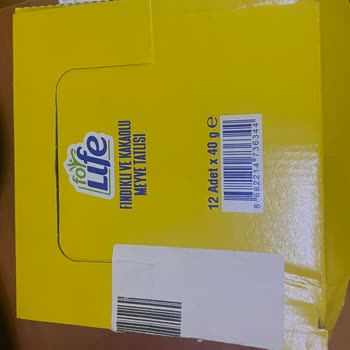 for
Life
FINDIKLI VE KAKAOLU
MEYVE TATLISI
12 Adet x 40 g e
8 682214 736344